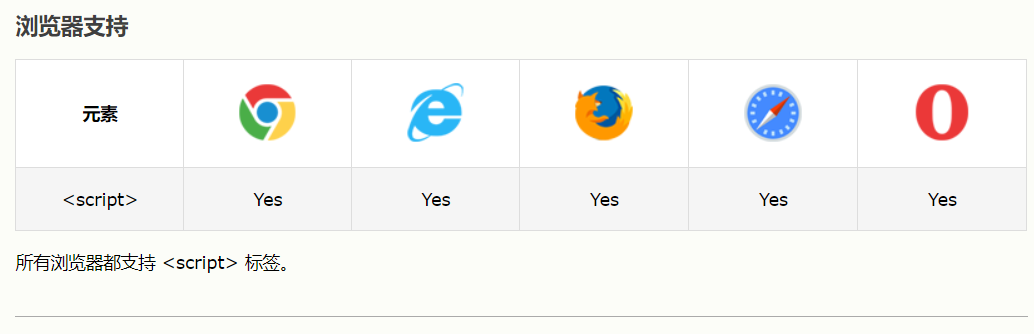 浏览器支持
元素
<script> Yes Yes Yes Yes Yes
所有浏览器都支持 <script> 标签。